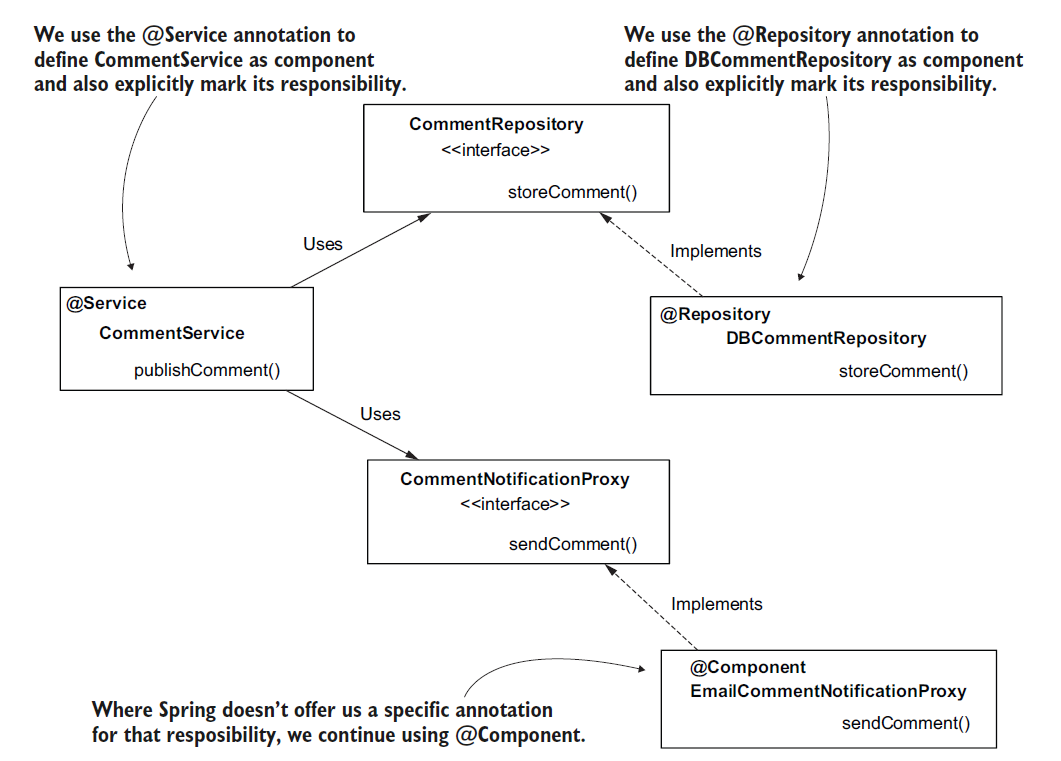 We use the @Service annotation to
define CommentService as component
and also explicitly mark its responsibility.
We use the @Repository annotation to
define DBCommentRepository as component
and also explicitly mark its responsibility.
CommentRepository
<<interface>>
storeComment()
Uses
Implements
@Service
CommentService
publishComment()
@Repository
DBCommentRepository
storeComment()
Uses
CommentNotificationProxy
<<interface>>
sendComment()
Implements
@Component
EmailCommentNotificationProxy
sendComment()
Where Spring doesn't offer us a specific annotation
for that resposibility, we continue using @Component.